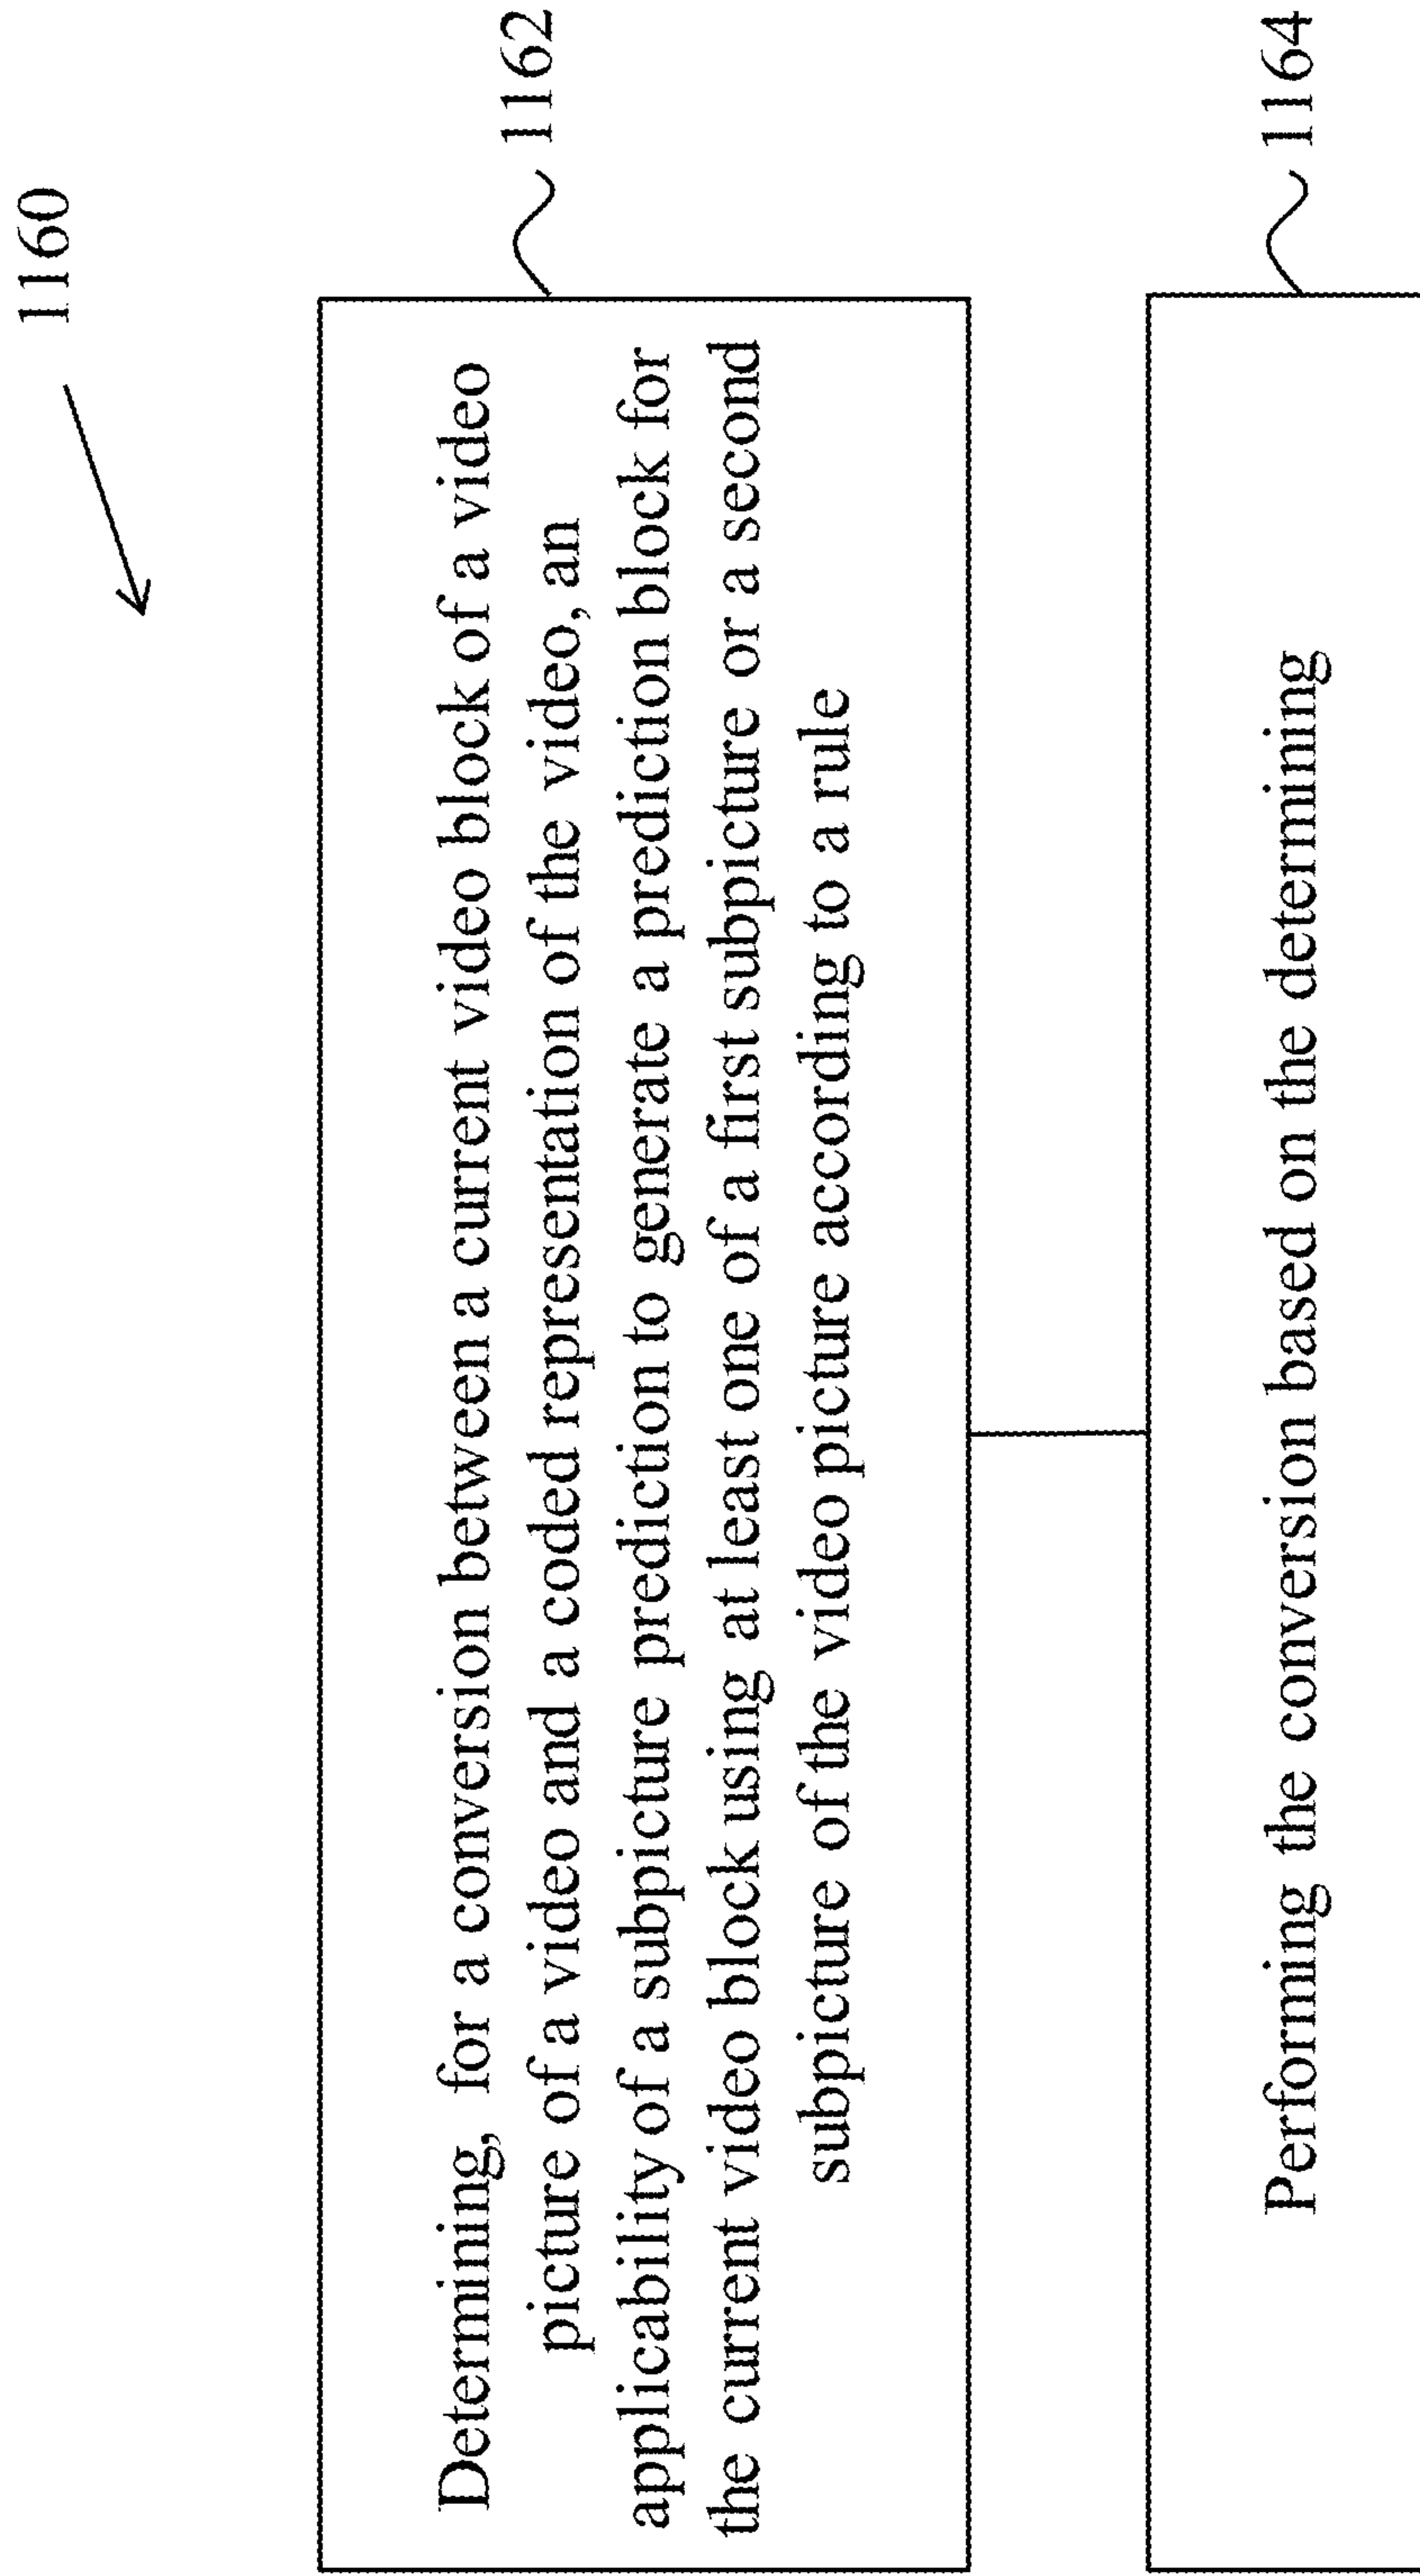 1160
Determining, for a conversion between a current video block of a video
picture of a video and a coded representation of the video, an
applicability of a subpicture prediction to generate a prediction block for
the current video block using at least one of a first subpicture or a second
subpicture of the video picture according to a rule
1162
Performing the conversion based on the determining
1164